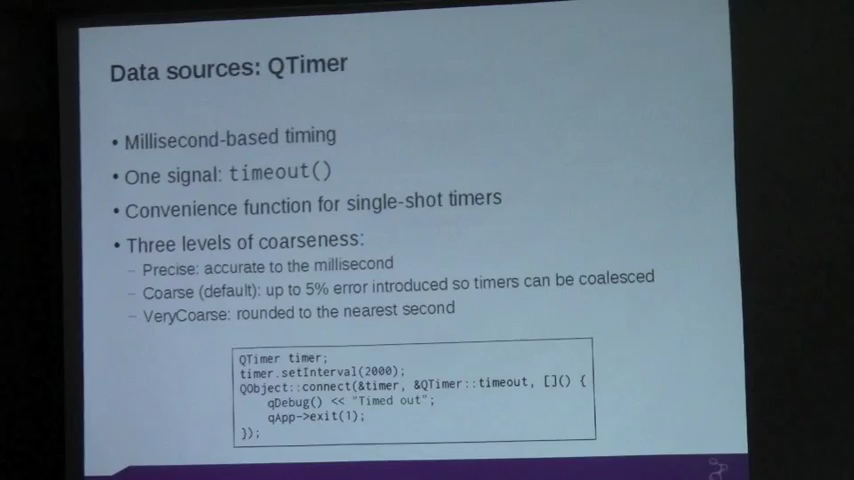 Data sources: QTimer
• Millisecond-based timing
• One signal: timeout()
• Convenience function for single-shot timers
• Three levels of coarseness:
– Precise: accurate to the millisecond
– Coarse (default): up to 5% error introduced so timers can be coalesced
– VeryCoarse: rounded to the nearest second
QTimer timer;
timer.setInterval(2000);
QObject::connect(&timer, &QTimer::timeout, []() {
    qDebug() << "Timed out";
    qApp->exit(1);
});